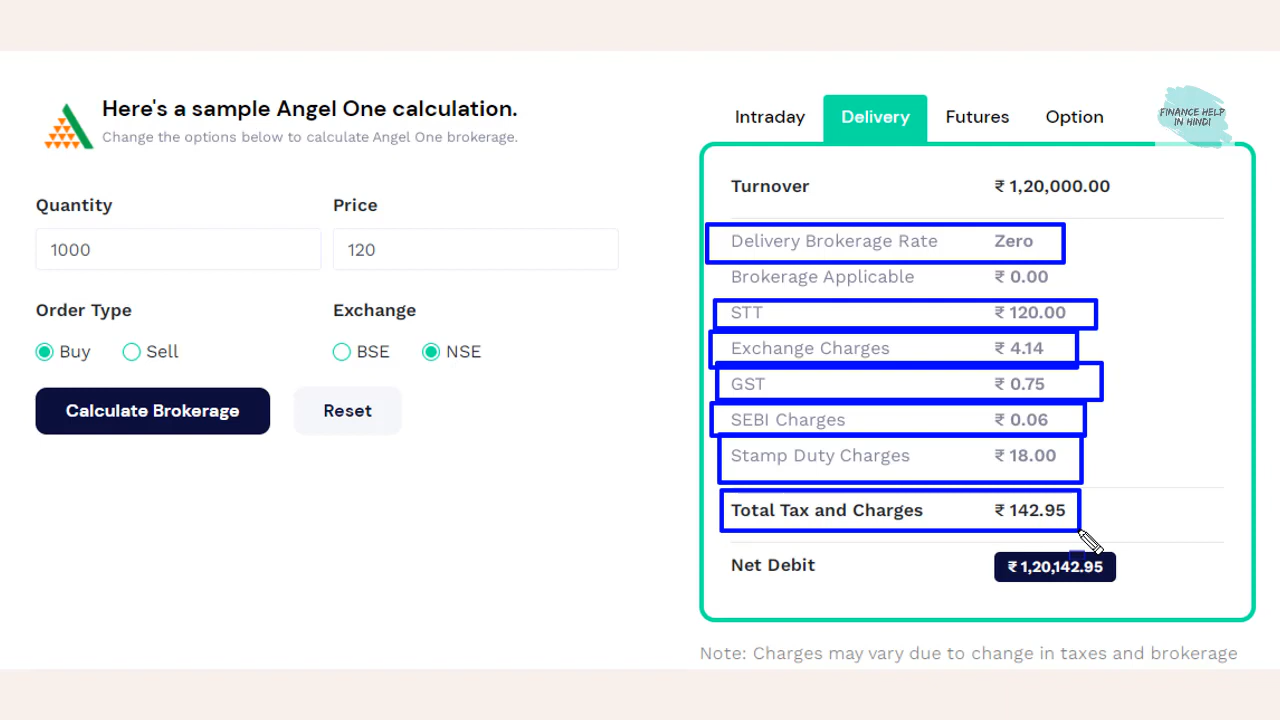 Here's a sample Angel One calculation.
Change the options below to calculate Angel One brokerage.
Quantity
Price
1000
120
Order Type
Exchange
Buy
Sell
BSE
NSE
Calculate Brokerage
Reset
Intraday
Delivery
Futures
Option
FINANCE HELP
IN HINDI
Turnover ₹ 1,20,000.00
Delivery Brokerage Rate Zero
Brokerage Applicable ₹ 0.00
STT ₹ 120.00
Exchange Charges ₹ 4.14
GST ₹ 0.75
SEBI Charges ₹ 0.06
Stamp Duty Charges ₹ 18.00
Total Tax and Charges ₹ 142.95
Net Debit ₹ 1,20,142.95
Note: Charges may vary due to change in taxes and brokerage